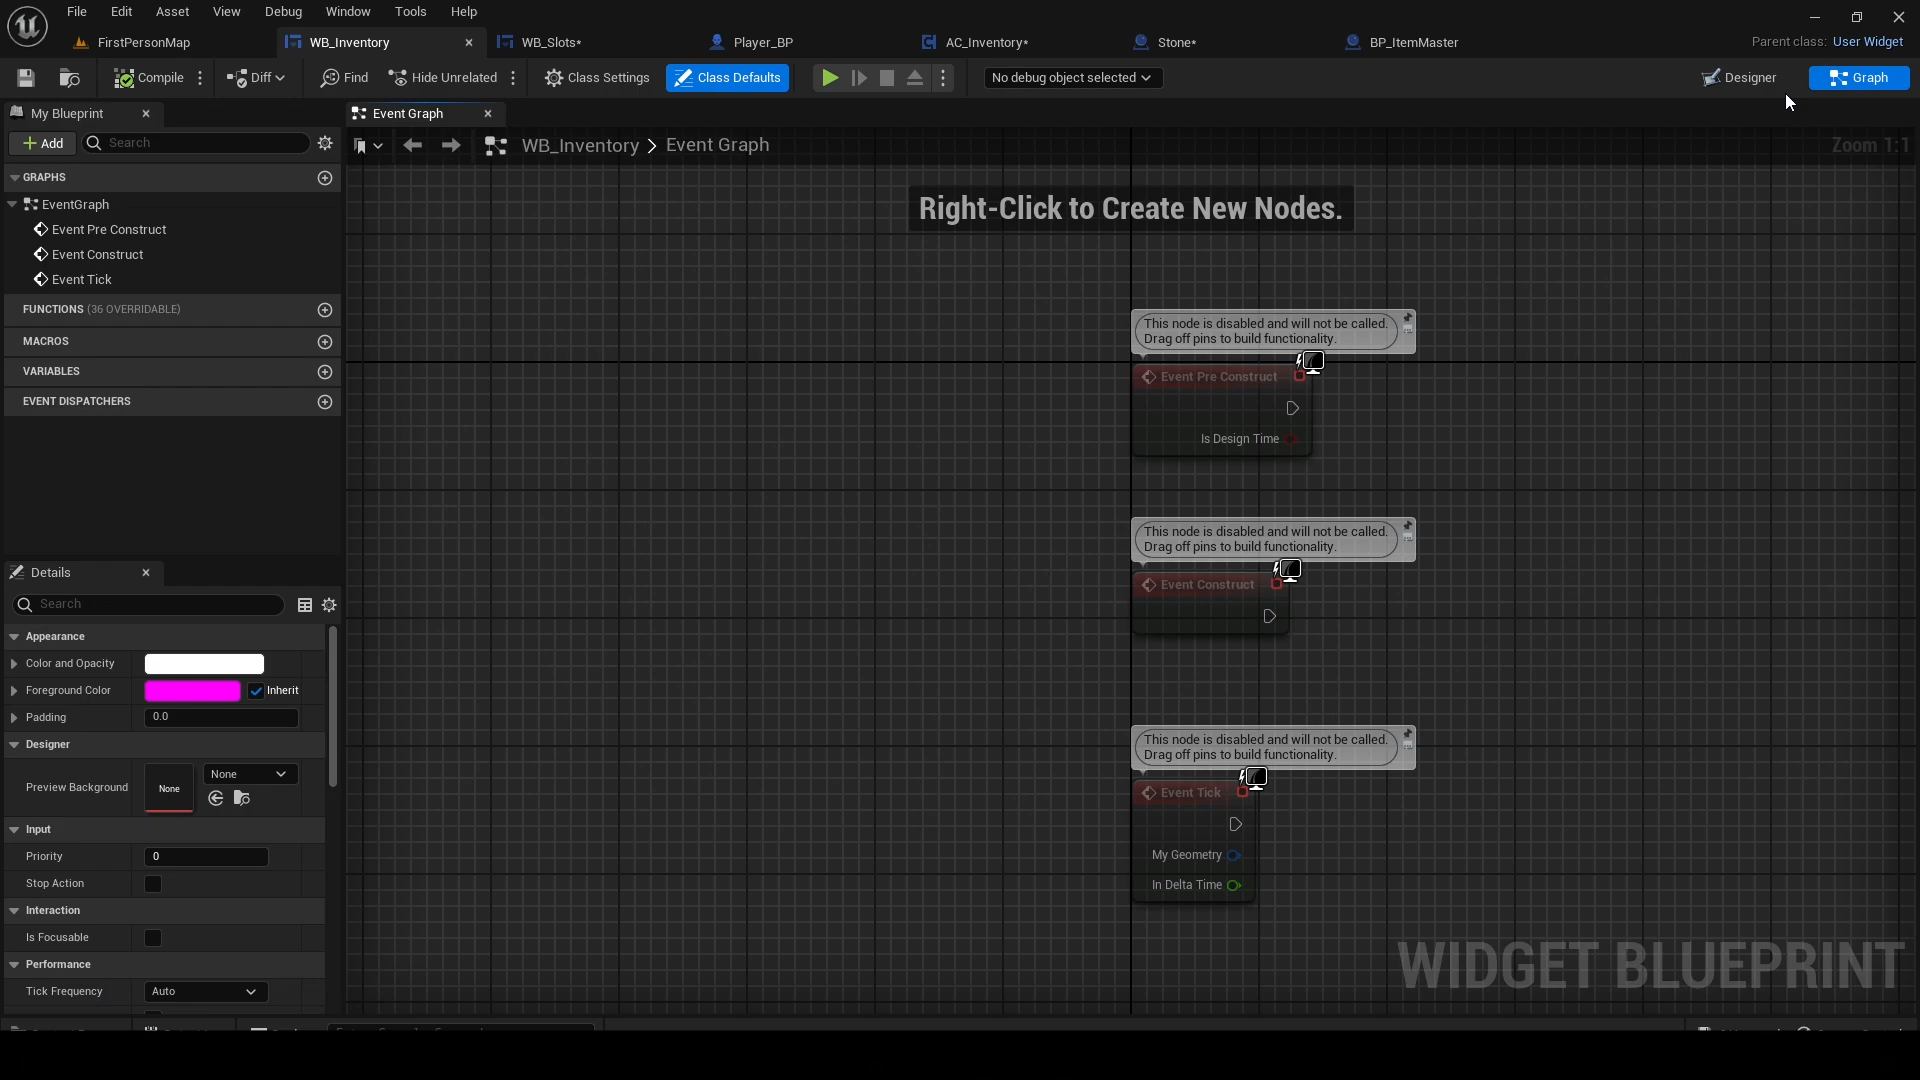 File Edit Asset View Debug Window Tools Help
FirstPersonMap WB_Inventory WB_Slots* Player_BP AC_Inventory* Stone* BP_ItemMaster Parent class: User Widget
Compile Diff Find Hide Unrelated Class Settings Class Defaults No debug object selected Designer Graph
My Blueprint Event Graph
Add Search WB_Inventory > Event Graph Zoom 1:1
GRAPHS
Right-Click to Create New Nodes.
EventGraph
Event Pre Construct
Event Construct
Event Tick
FUNCTIONS (36 OVERRIDABLE)
MACROS
VARIABLES
EVENT DISPATCHERS
This node is disabled and will not be called.
Drag off pins to build functionality.
Event Pre Construct
Is Design Time
This node is disabled and will not be called.
Drag off pins to build functionality.
Event Construct
This node is disabled and will not be called.
Drag off pins to build functionality.
Event Tick
My Geometry
In Delta Time
Details
Search
Appearance
Color and Opacity
Foreground Color Inherit
Padding 0.0
Designer
Preview Background None None
Input
Priority 0
Stop Action
Interaction
Is Focusable
Performance
Tick Frequency Auto
WIDGET BLUEPRINT